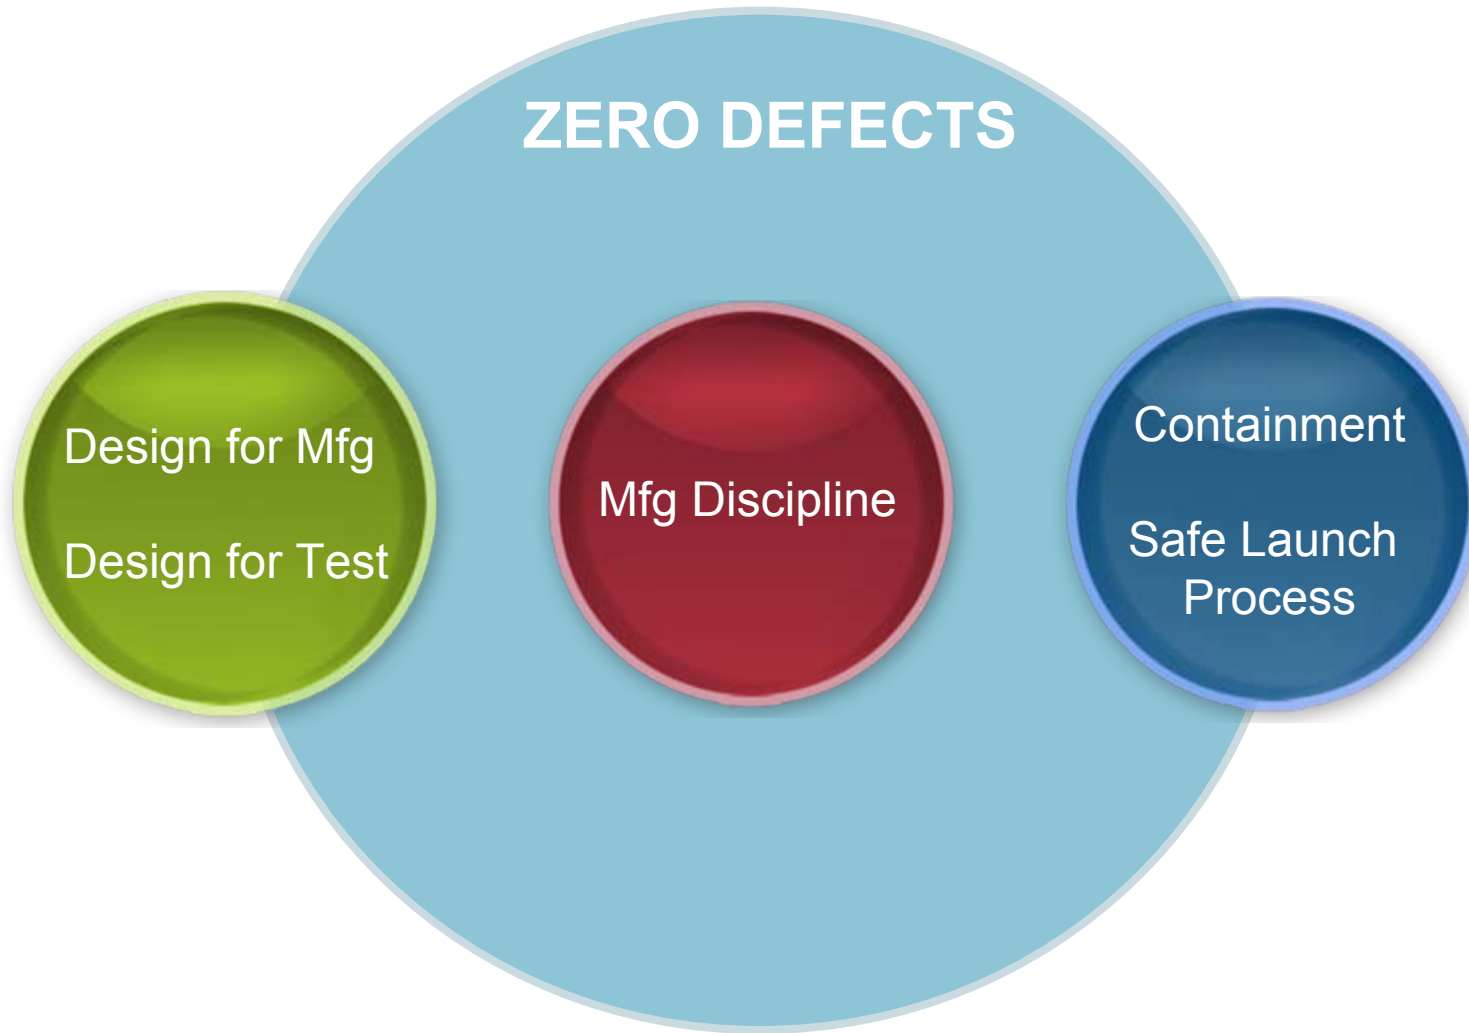 ZERO DEFECTS
Design for Mfg
Design for Test
Mfg Discipline
Containment
Safe Launch
Process